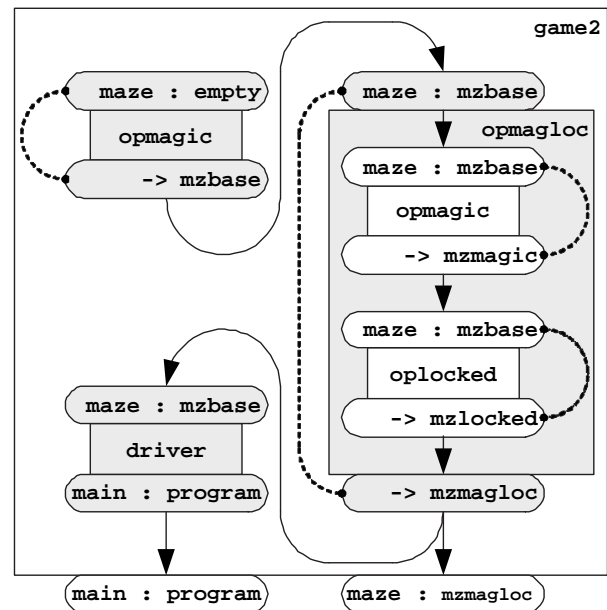 game2
maze : empty
opmagic
-> mzbase
maze : mzbase
opmagloc
maze : mzbase
opmagic
-> mzmagic
maze : mzbase
oplocked
-> mzlocked
-> mzmagloc
maze : mzbase
driver
main : program
main : program
maze : mzmagloc